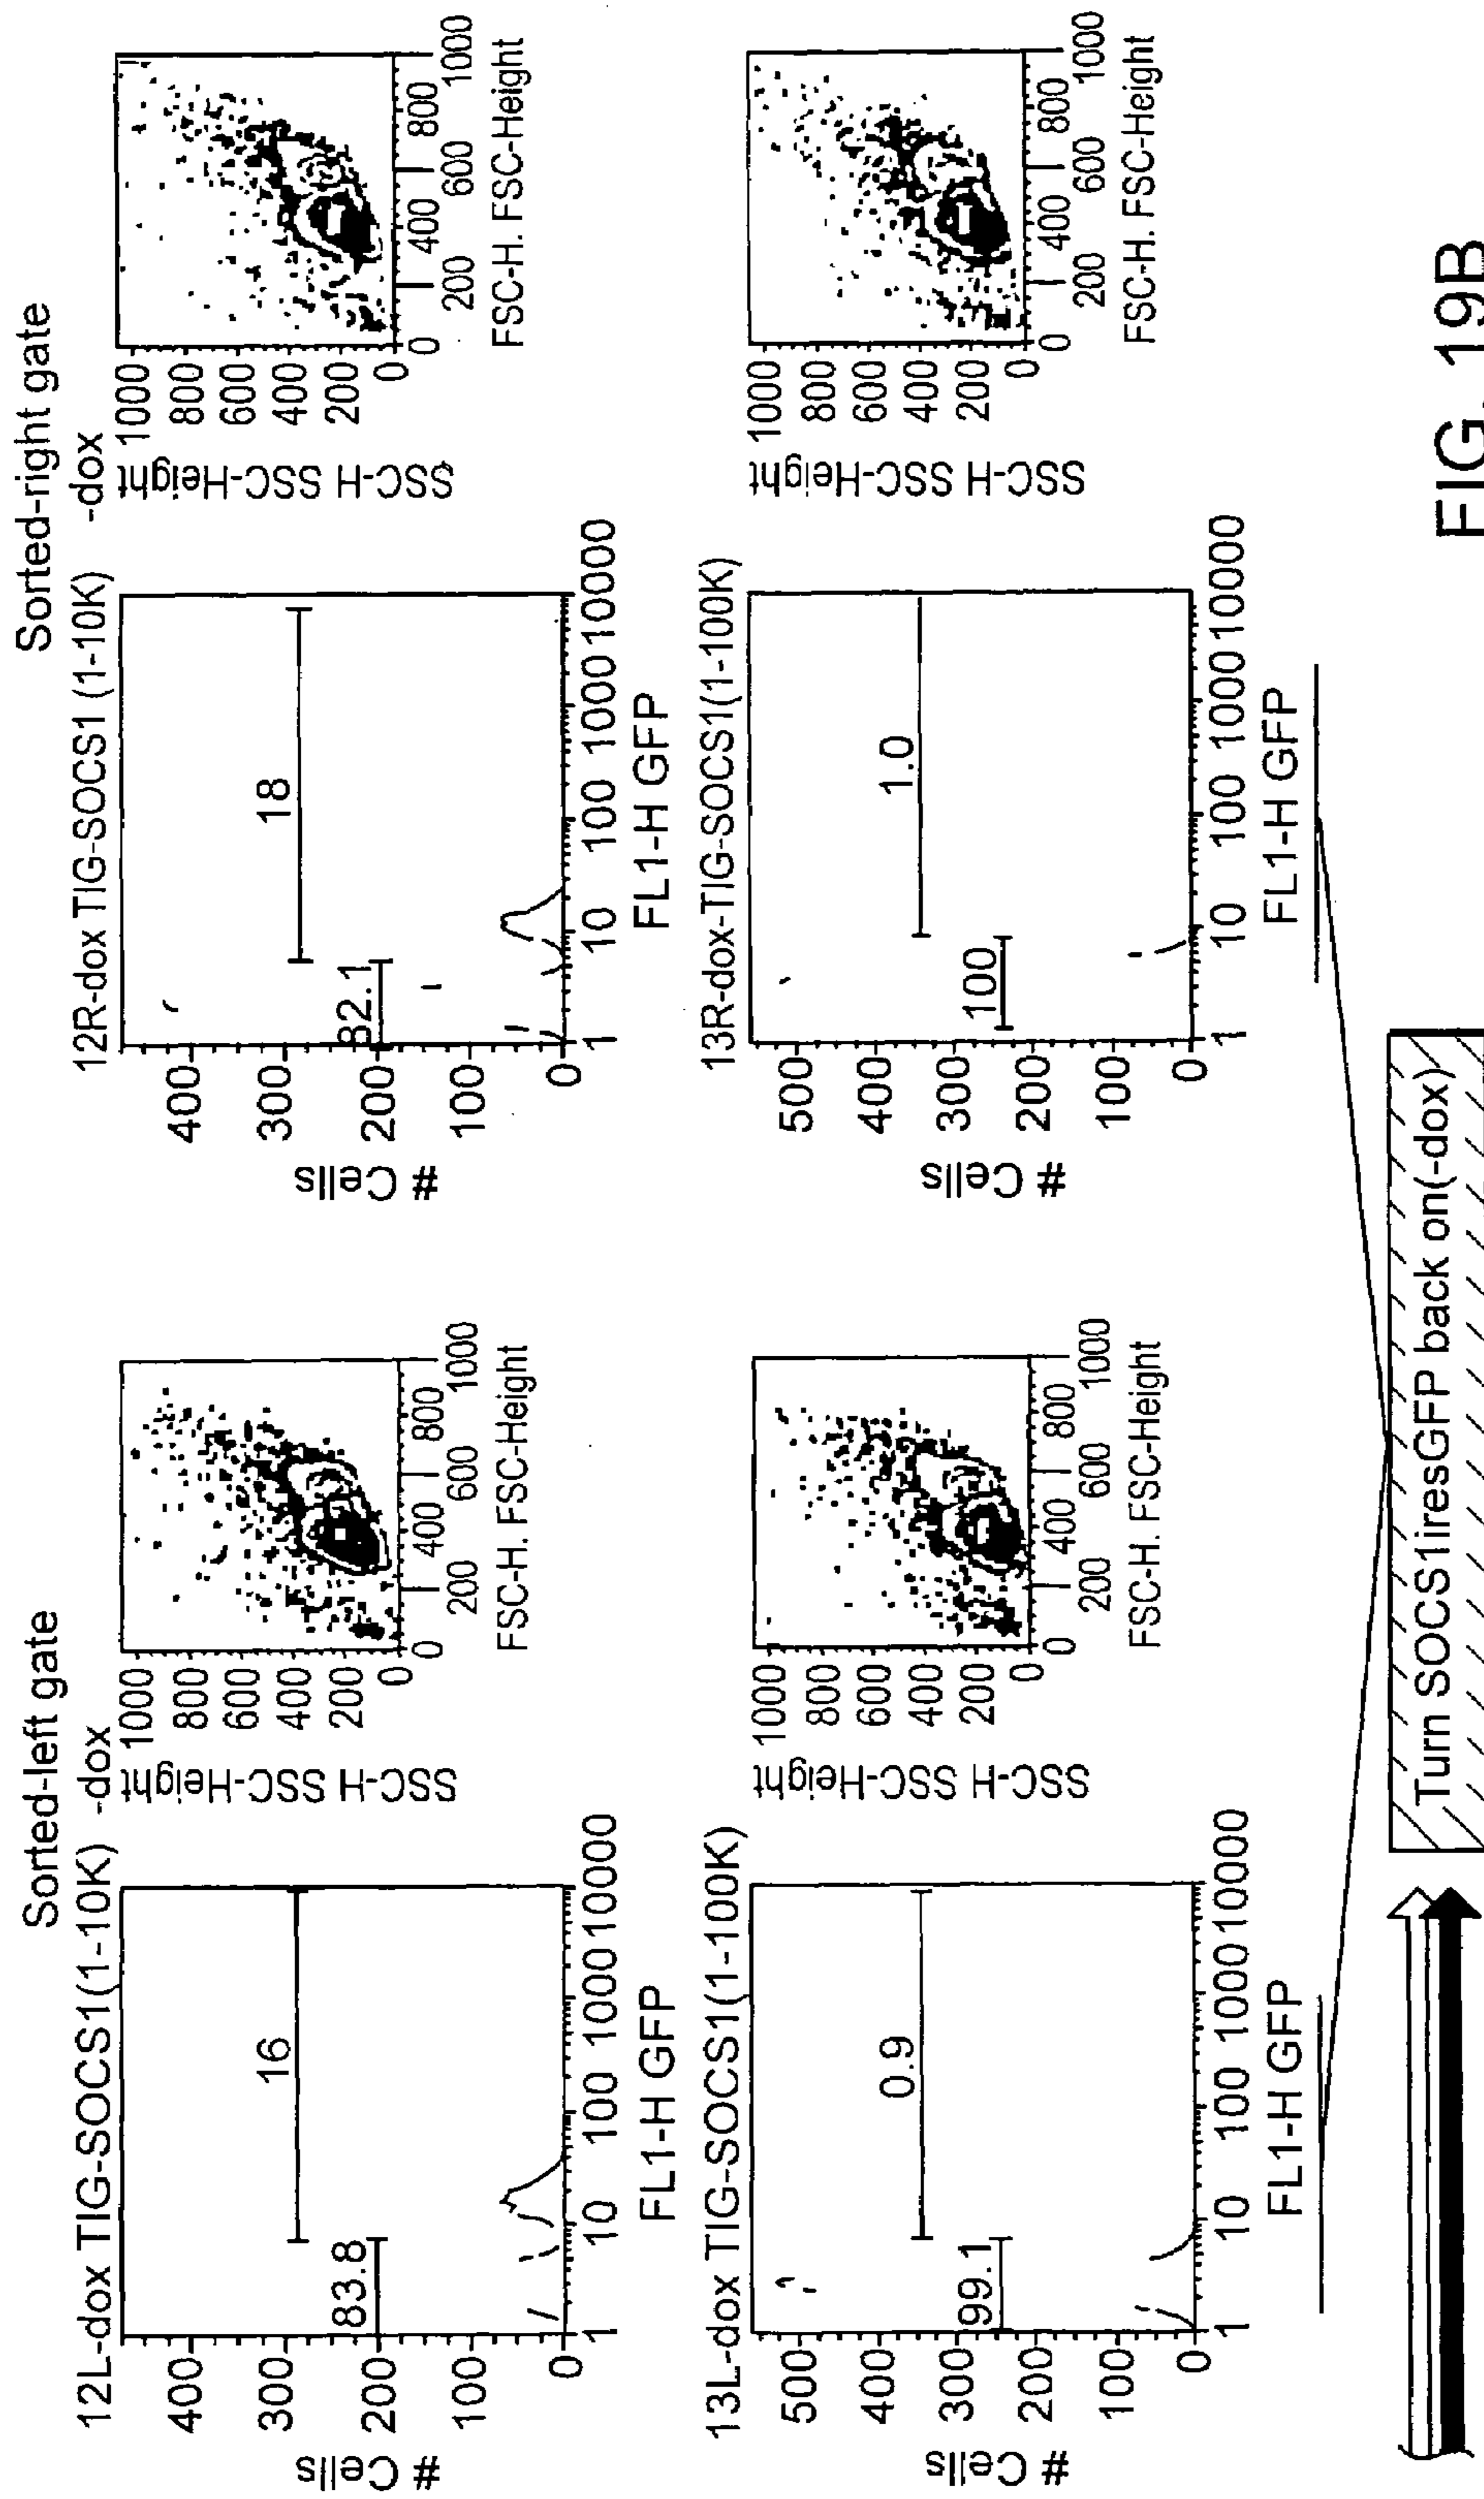 Sorted-left gate
12L-dox TIG-SOCS1(1-10K) -dox
# Cells
400
300
200
100
0
83.8
16
1 10 100 1000 10000
FL1-H GFP
SSC-H SSC-Height
1000
800
600
400
200
0
0 200 400 600 800 1000
FSC-H. FSC-Height
Sorted-right gate
12R-dox TIG-SOCS1 (1-10K) -dox
# Cells
400
300
200
100
0
82.1
18
1 10 100 1000 10000
FL1-H GFP
SSC-H SSC-Height
1000
800
600
400
200
0
0 200 400 600 800 1000
FSC-H. FSC-Height
13L-dox TIG-SOCS1(1-100K)
# Cells
500
400
300
200
100
0
99.1
0.9
1 10 100 1000 10000
FL1-H GFP
SSC-H SSC-Height
1000
800
600
400
200
0
0 200 400 600 800 1000
FSC-H. FSC-Height
13R-dox-TIG-SOCS1(1-100K)
# Cells
500
400
300
200
100
0
100
1.0
1 10 100 1000 10000
FL1-H GFP
SSC-H SSC-Height
1000
800
600
400
200
0
0 200 400 600 800 1000
FSC-H. FSC-Height
Turn SOCS1iresGFP back on(-dox)
FIG. 19B